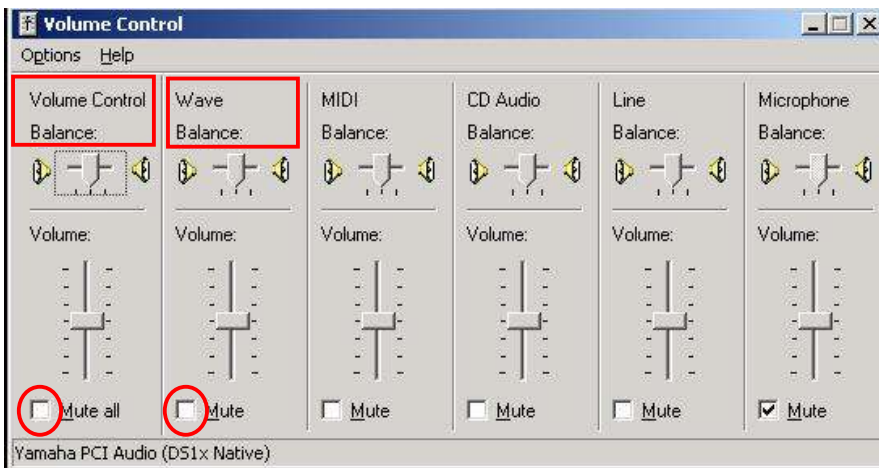 Volume Control
Options Help
Volume Control Wave MIDI CD Audio Line Microphone
Balance: Balance: Balance: Balance: Balance: Balance:
Volume: Volume: Volume: Volume: Volume: Volume:
Mute all Mute Mute Mute Mute Mute
Yamaha PCI Audio (DS1x Native)